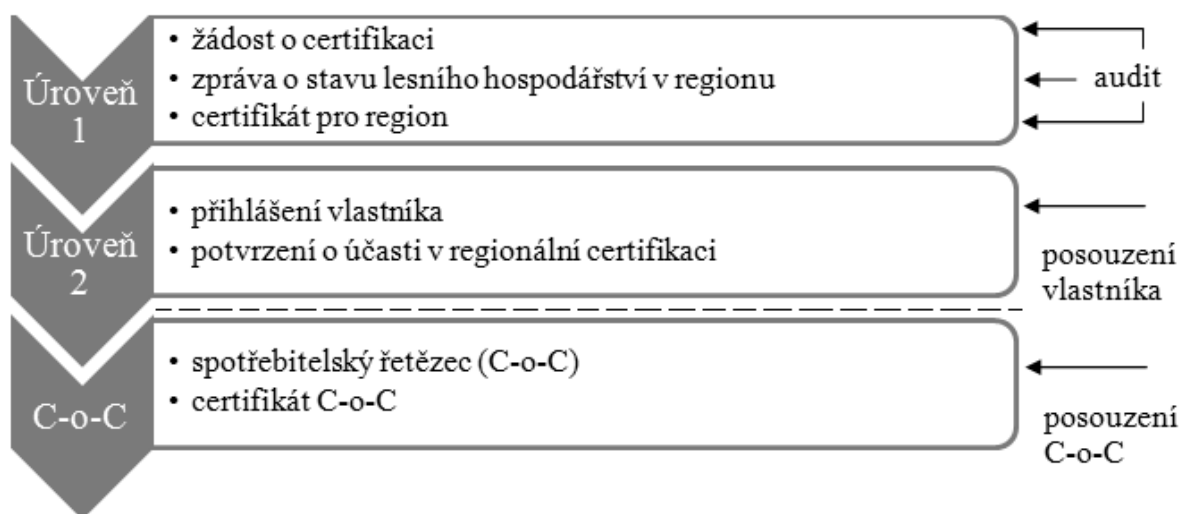 Úroveň
1
• žádost o certifikaci
• zpráva o stavu lesního hospodářství v regionu
• certifikát pro region
audit
Úroveň
2
• přihlášení vlastníka
• potvrzení o účasti v regionální certifikaci
posouzení
vlastníka
C-o-C
• spotřebitelský řetězec (C-o-C)
• certifikát C-o-C
posouzení
C-o-C